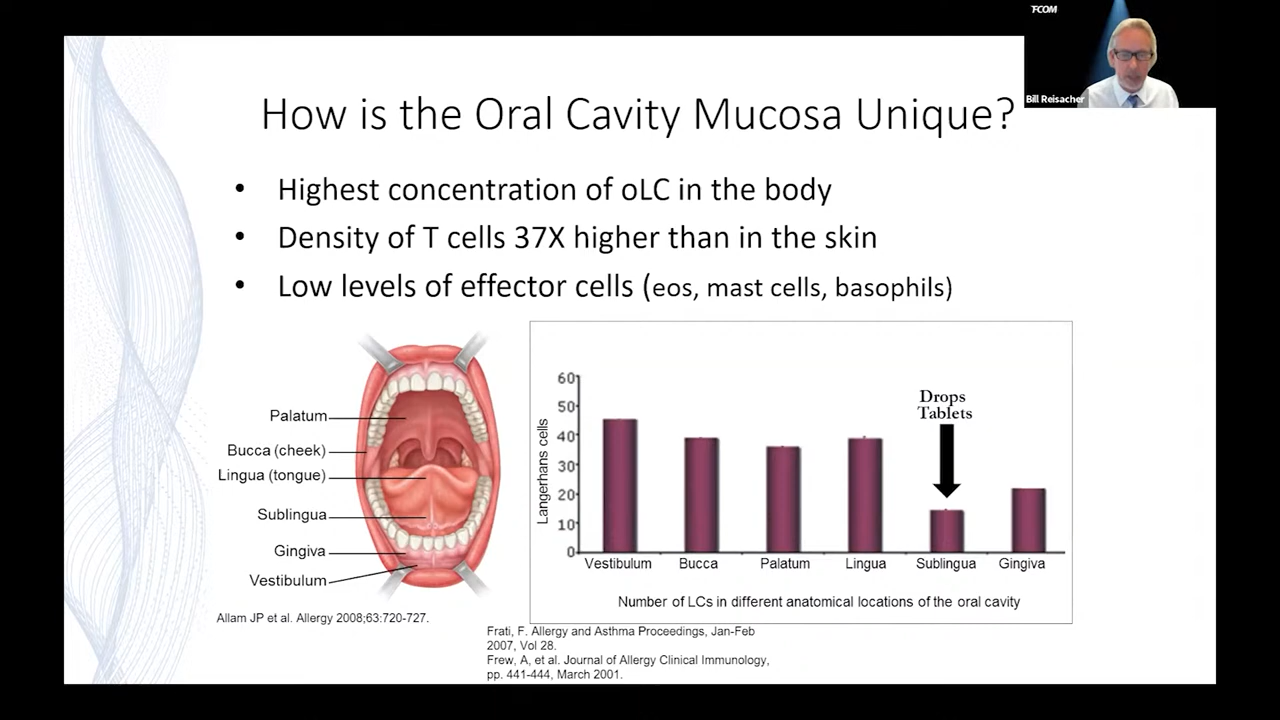 TCOM
Bill Reisacher
How is the Oral Cavity Mucosa Unique?
• Highest concentration of oLC in the body
• Density of T cells 37X higher than in the skin
• Low levels of effector cells (eos, mast cells, basophils)
Palatum
Bucca (cheek)
Lingua (tongue)
Sublingua
Gingiva
Vestibulum
Allam JP et al. Allergy 2008;63:720-727.
Langerhans cells
60
50
40
30
20
10
0
Drops
Tablets
Vestibulum Bucca Palatum Lingua Sublingua Gingiva
Number of LCs in different anatomical locations of the oral cavity
Frati, F. Allergy and Asthma Proceedings, Jan-Feb
2007, Vol 28.
Frew, A, et al. Journal of Allergy Clinical Immunology,
pp. 441-444, March 2001.